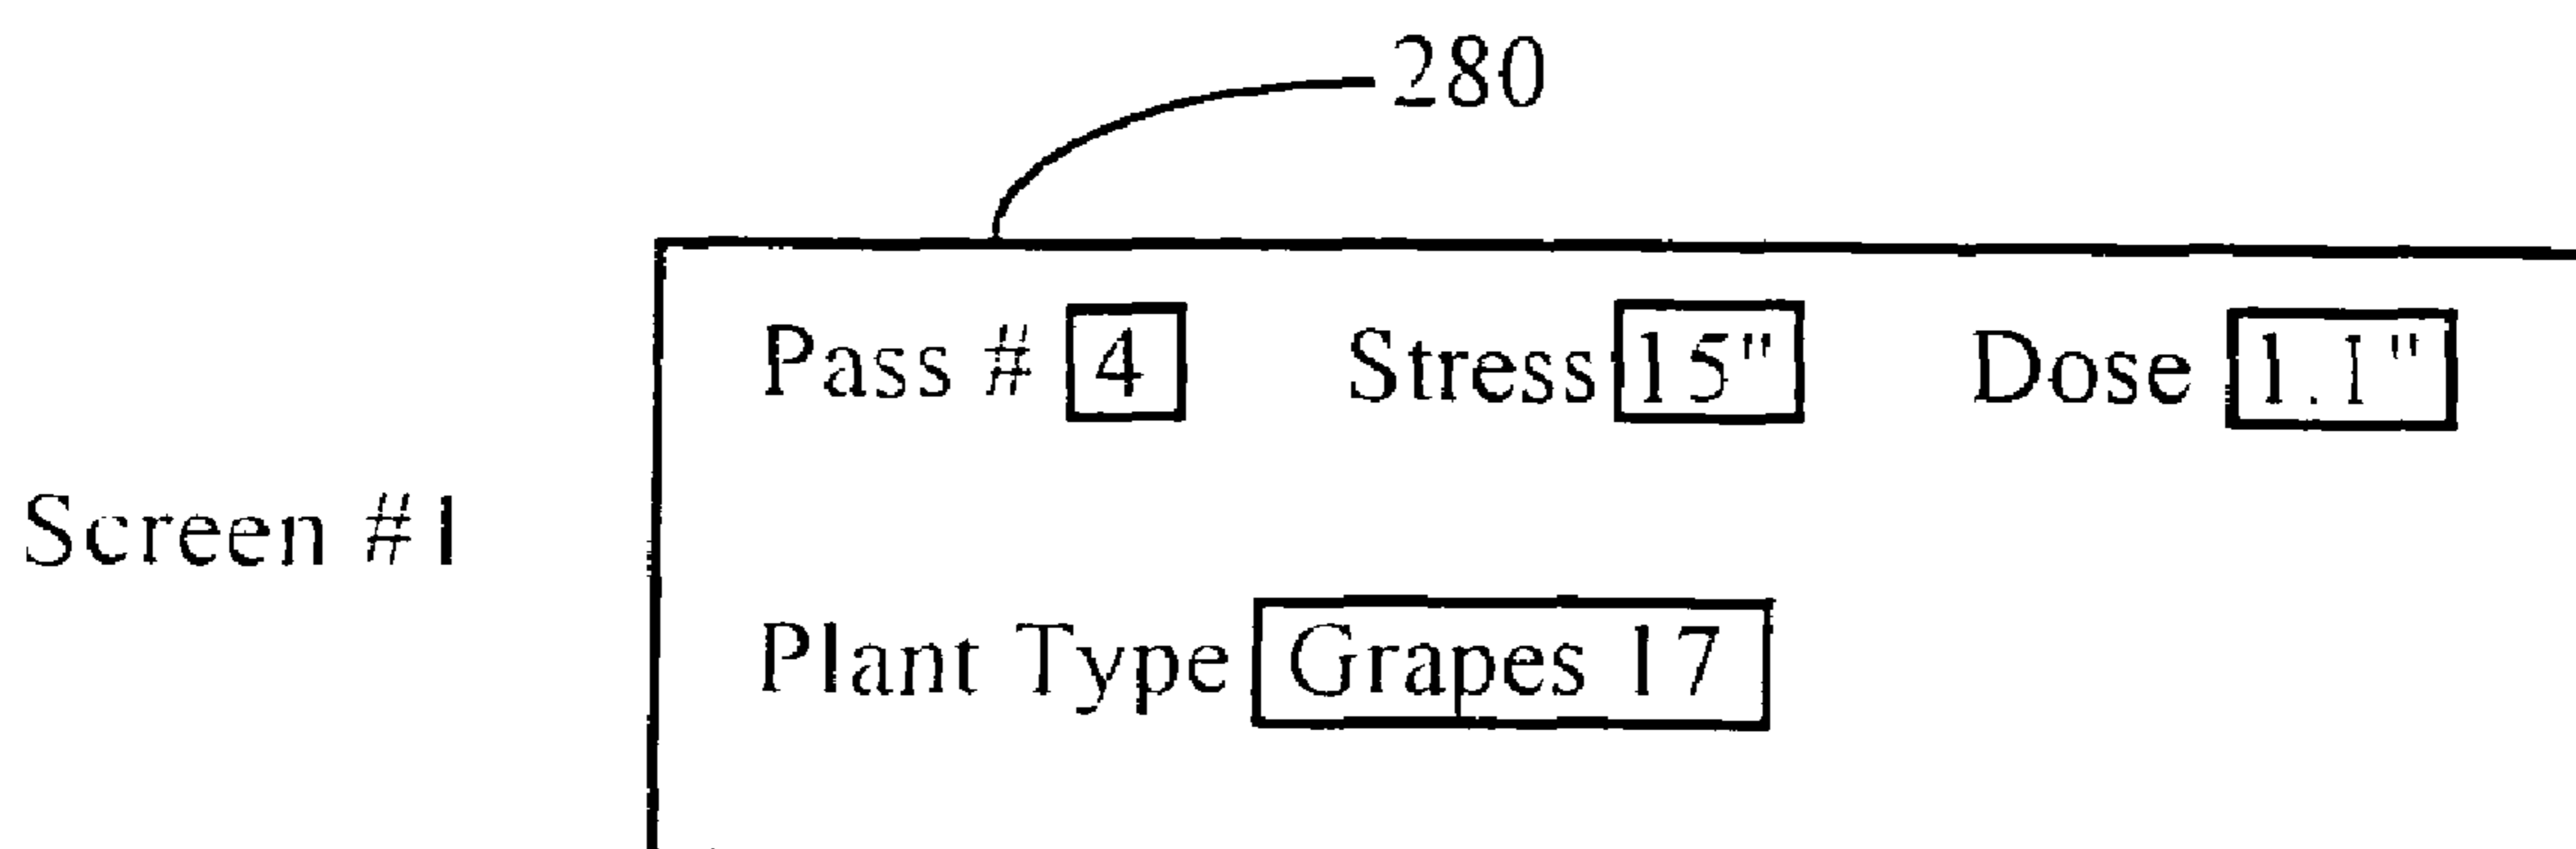 280
Pass # 4 Stress 15" Dose 1.1"
Screen #1
Plant Type Grapes 17